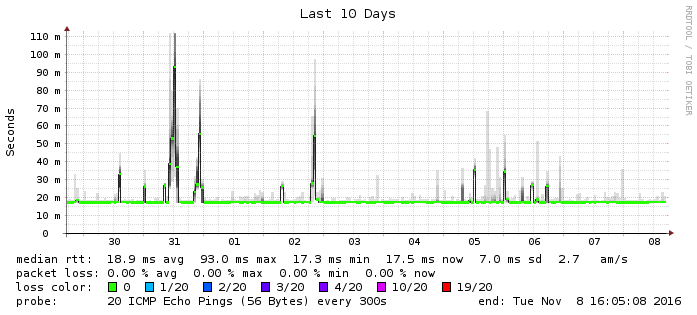 Last 10 Days
RRDTOOL / TOBI OETIKER
Seconds
110 m
100 m
90 m
80 m
70 m
60 m
50 m
40 m
30 m
20 m
10 m
0
30 31 01 02 03 04 05 06 07 08
median rtt: 18.9 ms avg 93.0 ms max 17.3 ms min 17.5 ms now 7.0 ms sd 2.7 am/s
packet loss: 0.00 % avg 0.00 % max 0.00 % min 0.00 % now
loss color: 0 1/20 2/20 3/20 4/20 10/20 19/20
probe: 20 ICMP Echo Pings (56 Bytes) every 300s end: Tue Nov 8 16:05:08 2016